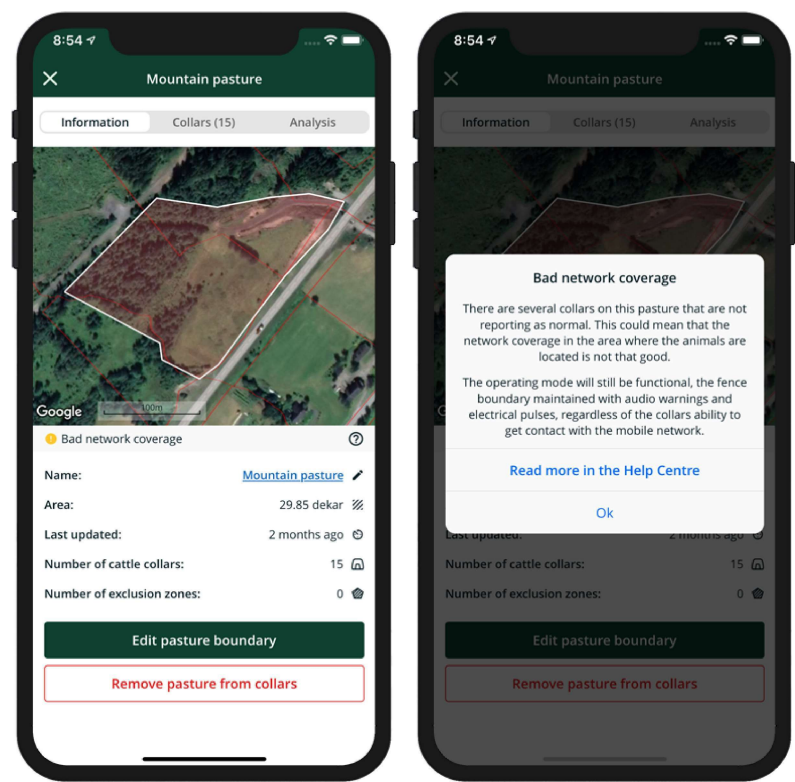 8:54
Mountain pasture
Information Collars (15) Analysis
Google 100m
Bad network coverage
Name: Mountain pasture
Area: 29.85 dekar
Last updated: 2 months ago
Number of cattle collars: 15
Number of exclusion zones: 0
Edit pasture boundary
Remove pasture from collars
8:54
Mountain pasture
Information Collars (15) Analysis
Bad network coverage
There are several collars on this pasture that are not
reporting as normal. This could mean that the
network coverage in the area where the animals are
located is not that good.
The operating mode will still be functional, the fence
boundary maintained with audio warnings and
electrical pulses, regardless of the collars ability to
get contact with the mobile network.
Read more in the Help Centre
Ok
Last updated: 2 months ago
Number of cattle collars: 15
Number of exclusion zones: 0
Edit pasture boundary
Remove pasture from collars